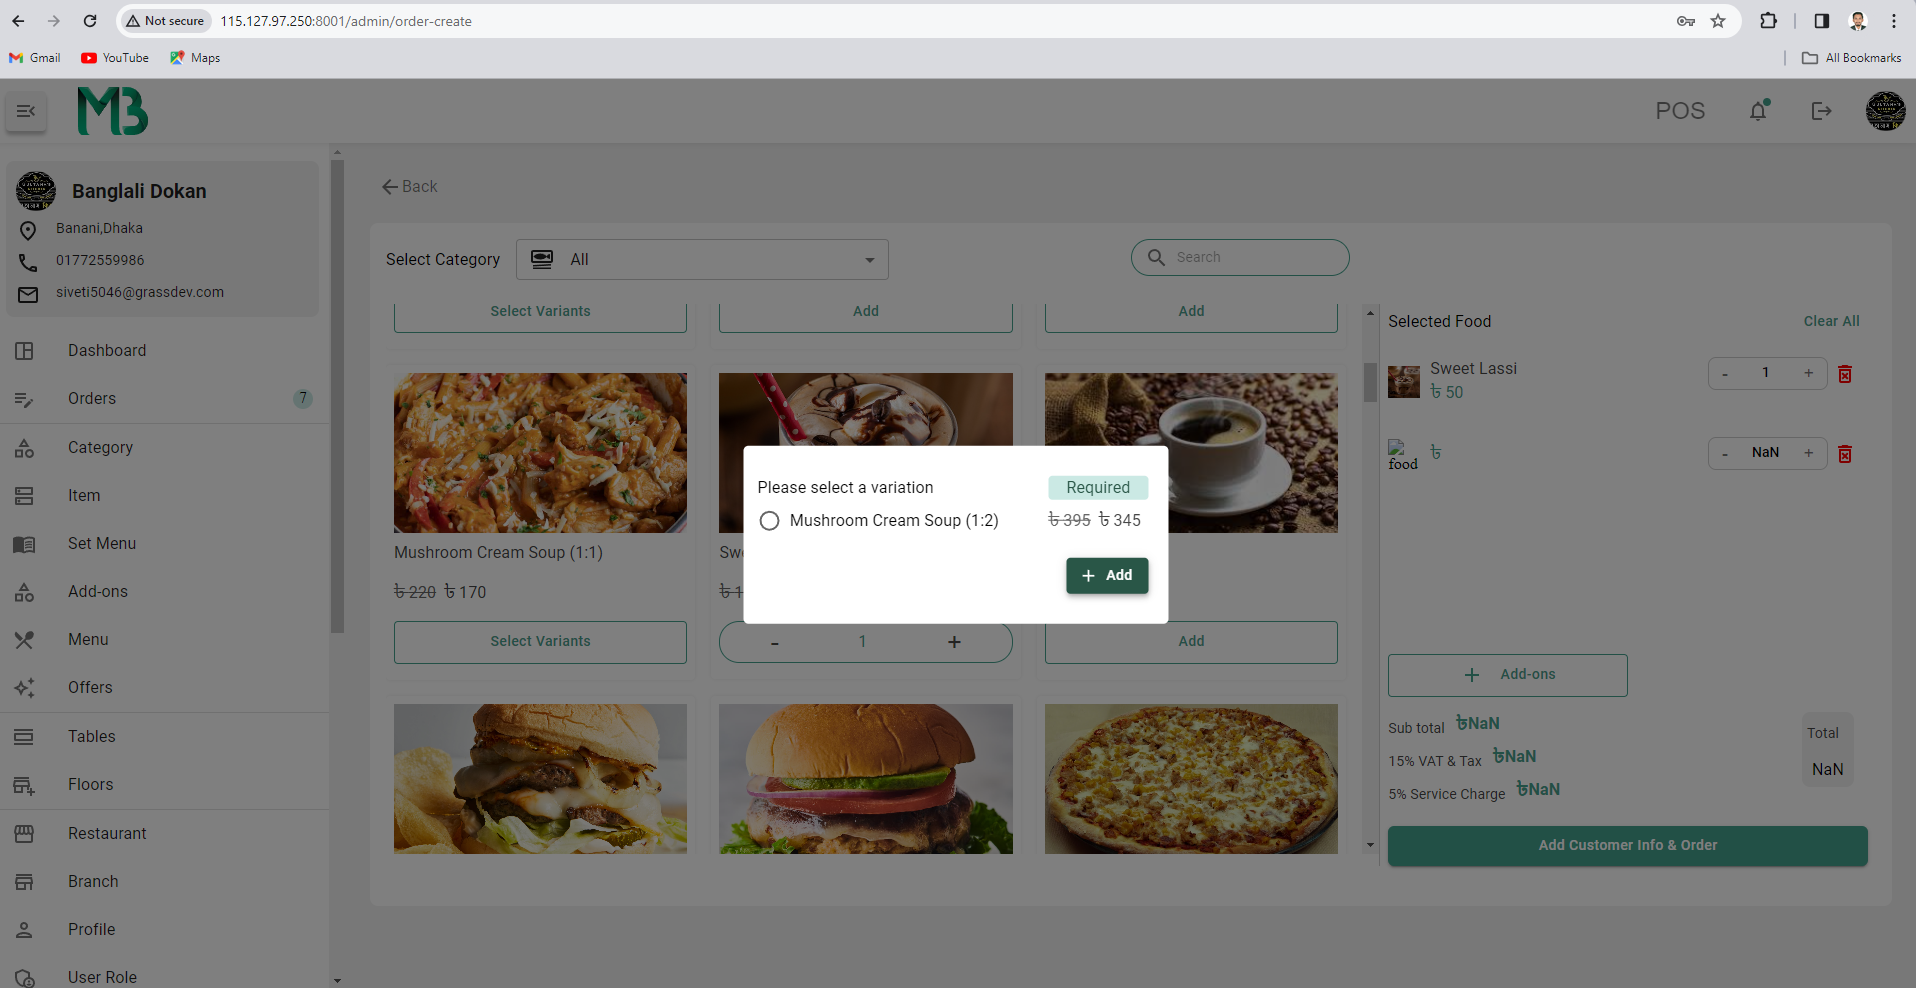 Not secure
115.127.97.250:8001/admin/order-create
Gmail
YouTube
Maps
All Bookmarks
MB
POS
Banglali Dokan
Banani,Dhaka
01772559986
siveti5046@grassdev.com
Dashboard
Orders 7
Category
Item
Set Menu
Add-ons
Menu
Offers
Tables
Floors
Restaurant
Branch
Profile
User Role
Back
Select Category
All
Search
Select Variants
Add
Add
Mushroom Cream Soup (1:1)
৳ 220 ৳ 170
Select Variants
- 1 +
Add
Please select a variation
Required
Mushroom Cream Soup (1:2)
৳ 395 ৳ 345
+ Add
Selected Food
Clear All
Sweet Lassi
৳ 50
- 1 +
food
৳
- NaN +
+ Add-ons
Sub total ৳NaN
15% VAT & Tax ৳NaN
5% Service Charge ৳NaN
Total
NaN
Add Customer Info & Order